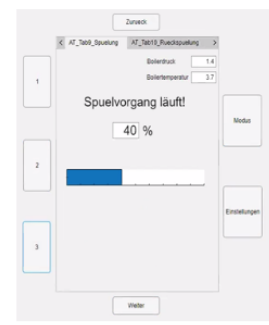 Zurueck
< AT_Tab9_Spuelung AT_Tab10_Rueckspuelung >
Boilerdruck 1.4
Boilertemperatur 3.7
1
Spuelvorgang läuft!
Modus
40 %
2
Einstellungen
3
Weiter